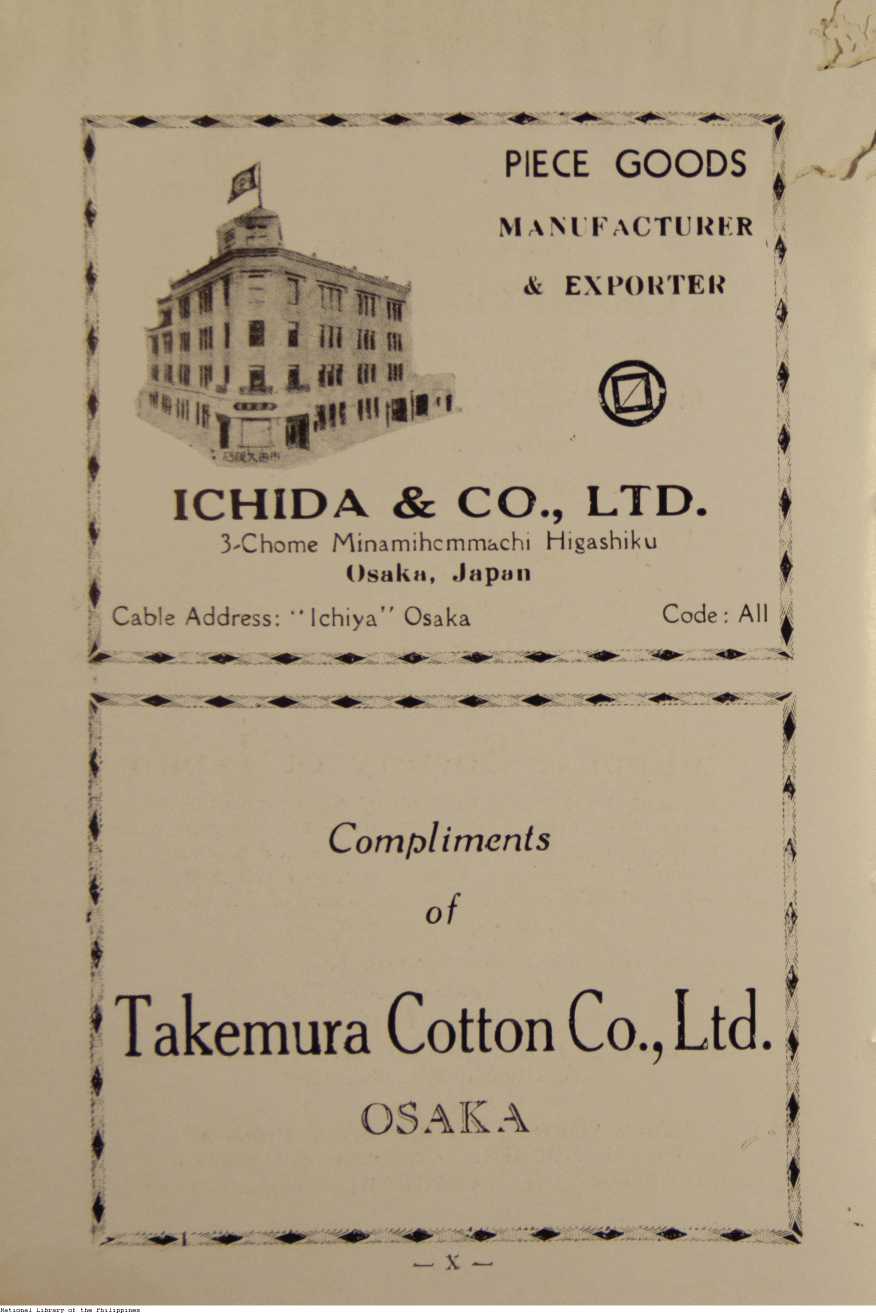 PIECE GOODS
MANUFACTURER
& EXPORTER
ICHIDA & CO., LTD.
3-Chome Minamihcmmachi Higashiku
Osaka, Japan
Cable Address: "Ichiya" Osaka
Code: All
Compliments
of
Takemura Cotton Co., Ltd.
OSAKA
— X —
National Library of the Philippines